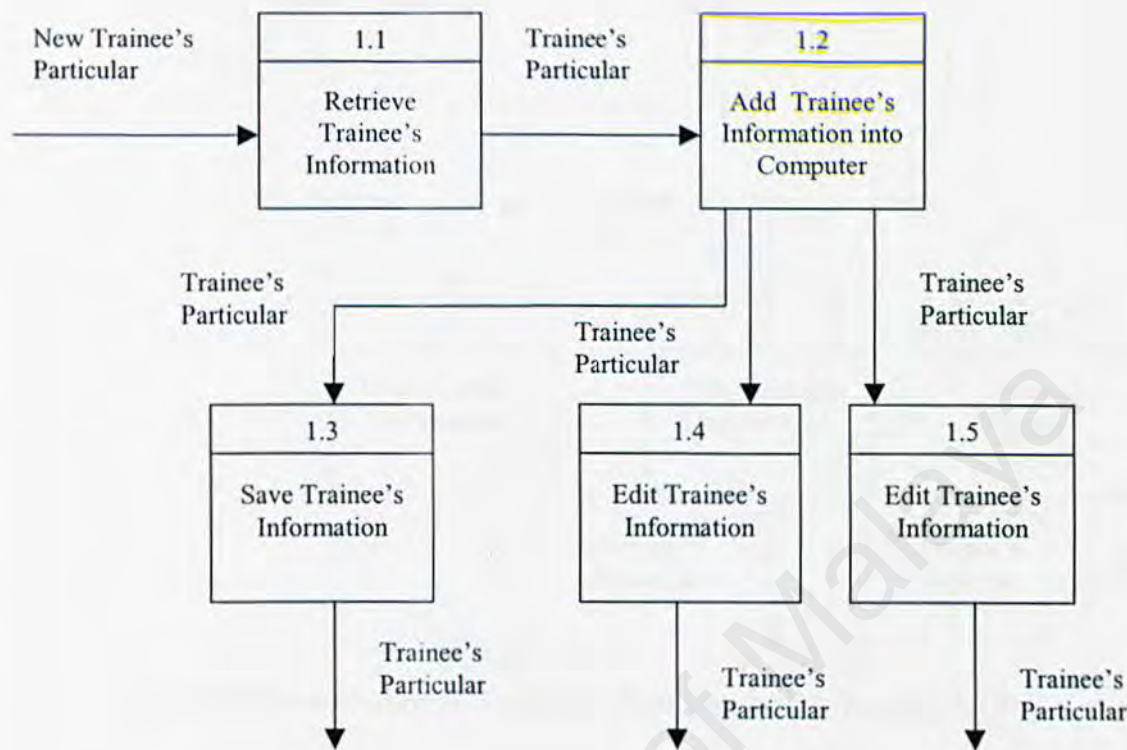 New Trainee's
Particular
1.1
Retrieve
Trainee's
Information
Trainee's
Particular
1.2
Add Trainee's
Information into
Computer
Trainee's
Particular
Trainee's
Particular
Trainee's
Particular
1.3
Save Trainee's
Information
1.4
Edit Trainee's
Information
1.5
Edit Trainee's
Information
Trainee's
Particular
Trainee's
Particular
Trainee's
Particular
of Malaya